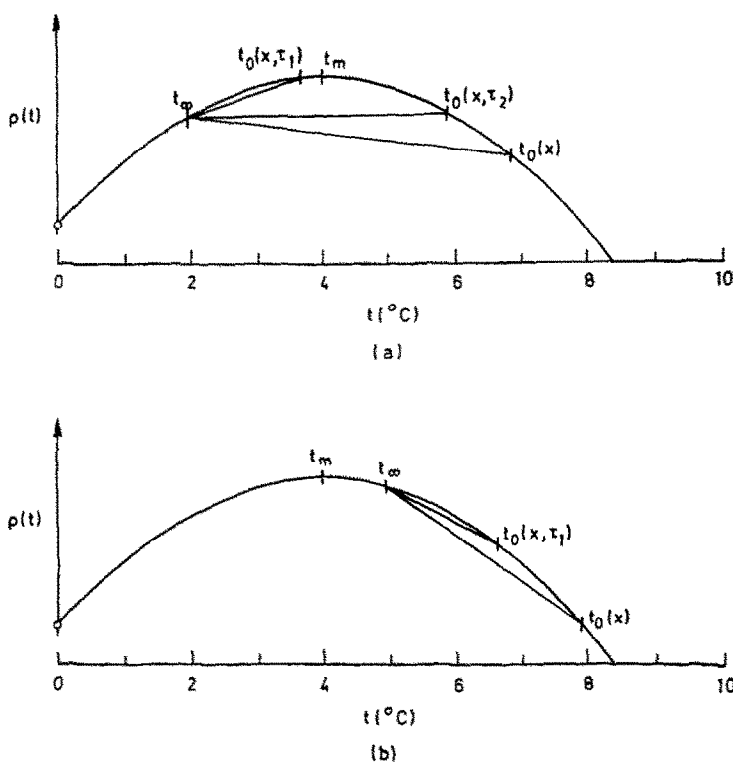 t₀(x,τ₁) tₘ
t∞ t₀(x,τ₂)
ρ(t)
t₀(x)
0 2 4 6 8 10
t(°C)
(a)
tₘ t∞
ρ(t)
t₀(x,τ₁)
t₀(x)
0 2 4 6 8 10
t(°C)
(b)